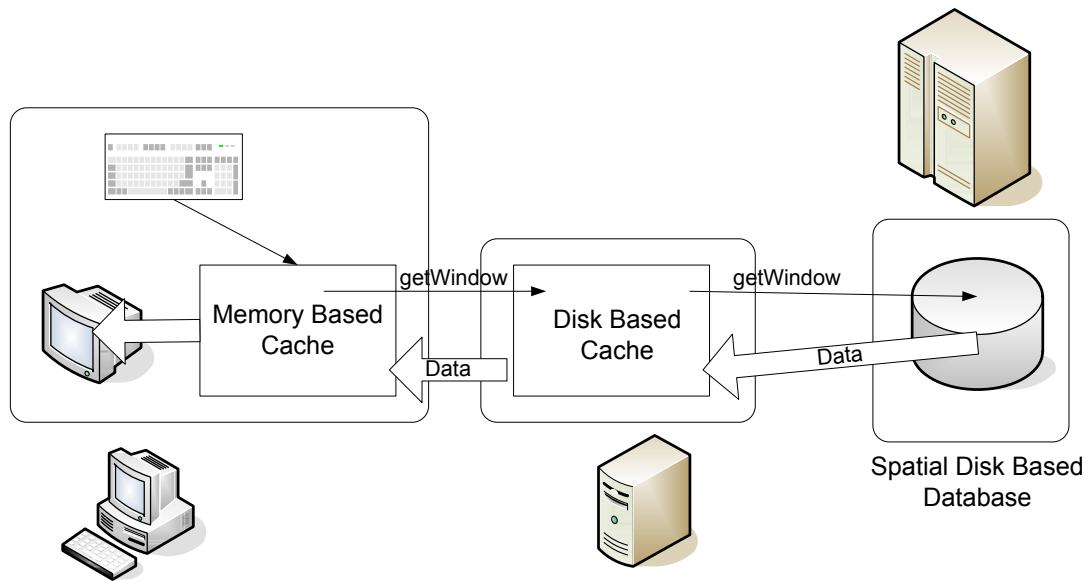 getWindow
getWindow
Memory Based
Cache
Disk Based
Cache
Data
Data
Spatial Disk Based
Database